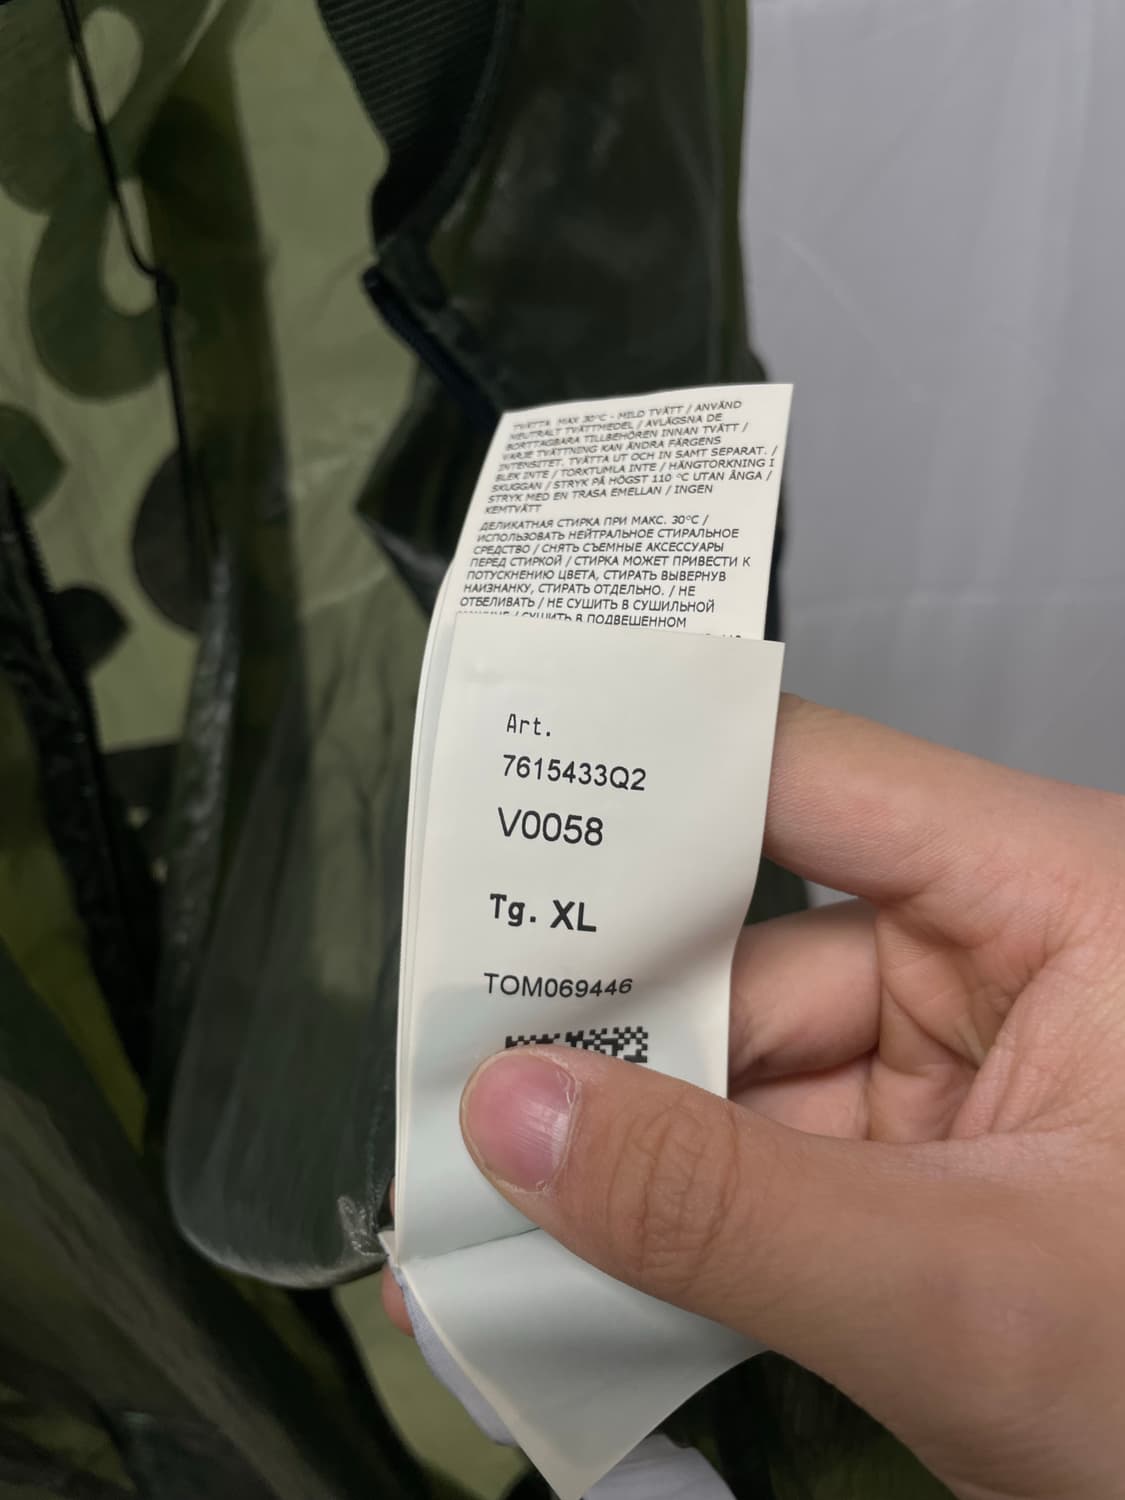 TVÄTTA MAX 30°C - MILD TVÄTT / ANVÄND
NEUTRALT TVÄTTMEDEL / AVLÄGSNA DE
BORTTAGBARA TILLBEHÖREN INNAN TVÄTT /
VARJE TVÄTTNING KAN ÄNDRA FÄRGENS
INTENSITET. TVÄTTA UT OCH IN SAMT SEPARAT. /
BLEK INTE / TORKTUMLA INTE / HÄNGTORKNING I
SKUGGAN / STRYK PÅ HÖGST 110 °C UTAN ÅNGA /
STRYK MED EN TRASA EMELLAN / INGEN
KEMTVÄTT
ДЕЛИКАТНАЯ СТИРКА ПРИ МАКС. 30°C /
ИСПОЛЬЗОВАТЬ НЕЙТРАЛЬНОЕ СТИРАЛЬНОЕ
СРЕДСТВО / СНЯТЬ СЪЕМНЫЕ АКСЕССУАРЫ
ПЕРЕД СТИРКОЙ / СТИРКА МОЖЕТ ПРИВЕСТИ К
ПОТУСКНЕНИЮ ЦВЕТА, СТИРАТЬ ВЫВЕРНУВ
НАИЗНАНКУ, СТИРАТЬ ОТДЕЛЬНО. / НЕ
ОТБЕЛИВАТЬ / НЕ СУШИТЬ В СУШИЛЬНОЙ
/ СУШИТЬ В ПОДВЕШЕННОМ
Art.
7615433Q2
V0058
Tg. XL
TOM069446